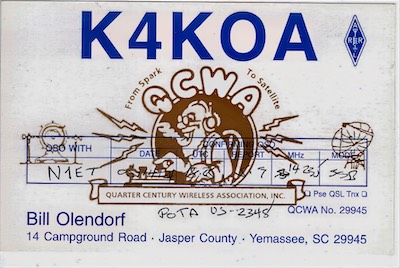 K4KOA
ARRL
From Spark To Satellite
QCWA
QSO WITH DATE UTC REPORT MHz MODE
N1ET
QUARTER CENTURY WIRELESS ASSOCIATION, INC.
□ Pse QSL Tnx □
POTA US-2348
QCWA No. 29945
Bill Olendorf
14 Campground Road · Jasper County · Yemassee, SC 29945